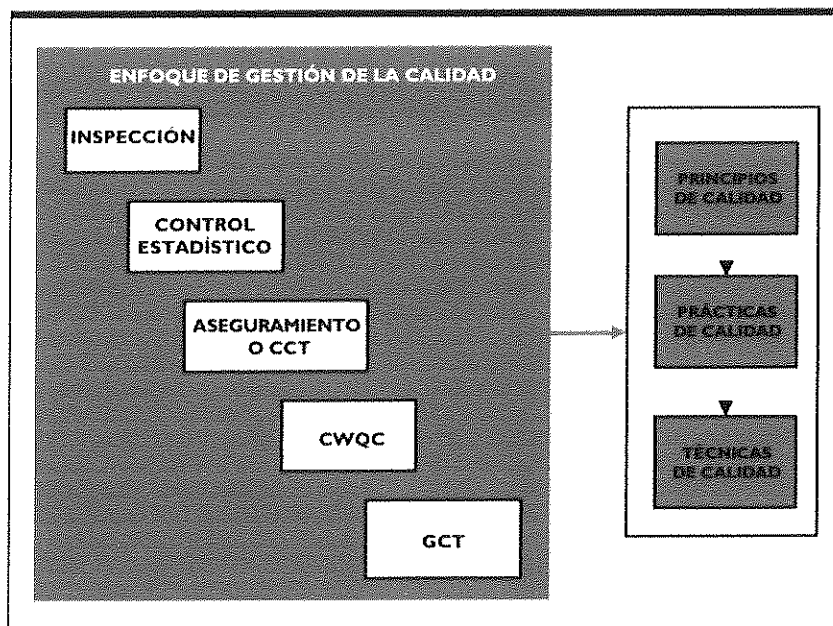 ENFOQUE DE GESTIÓN DE LA CALIDAD
INSPECCIÓN
CONTROL
ESTADÍSTICO
ASEGURAMIENTO
O CCT
CWQC
GCT
PRINCIPIOS
DE CALIDAD
PRÁCTICAS
DE CALIDAD
TÉCNICAS
DE CALIDAD